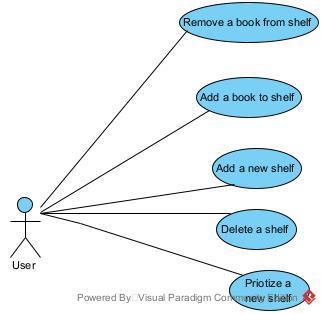 Remove a book from shelf
Add a book to shelf
Add a new shelf
Delete a shelf
User
Priotize a
new shelf
Powered By Visual Paradigm Community Edition